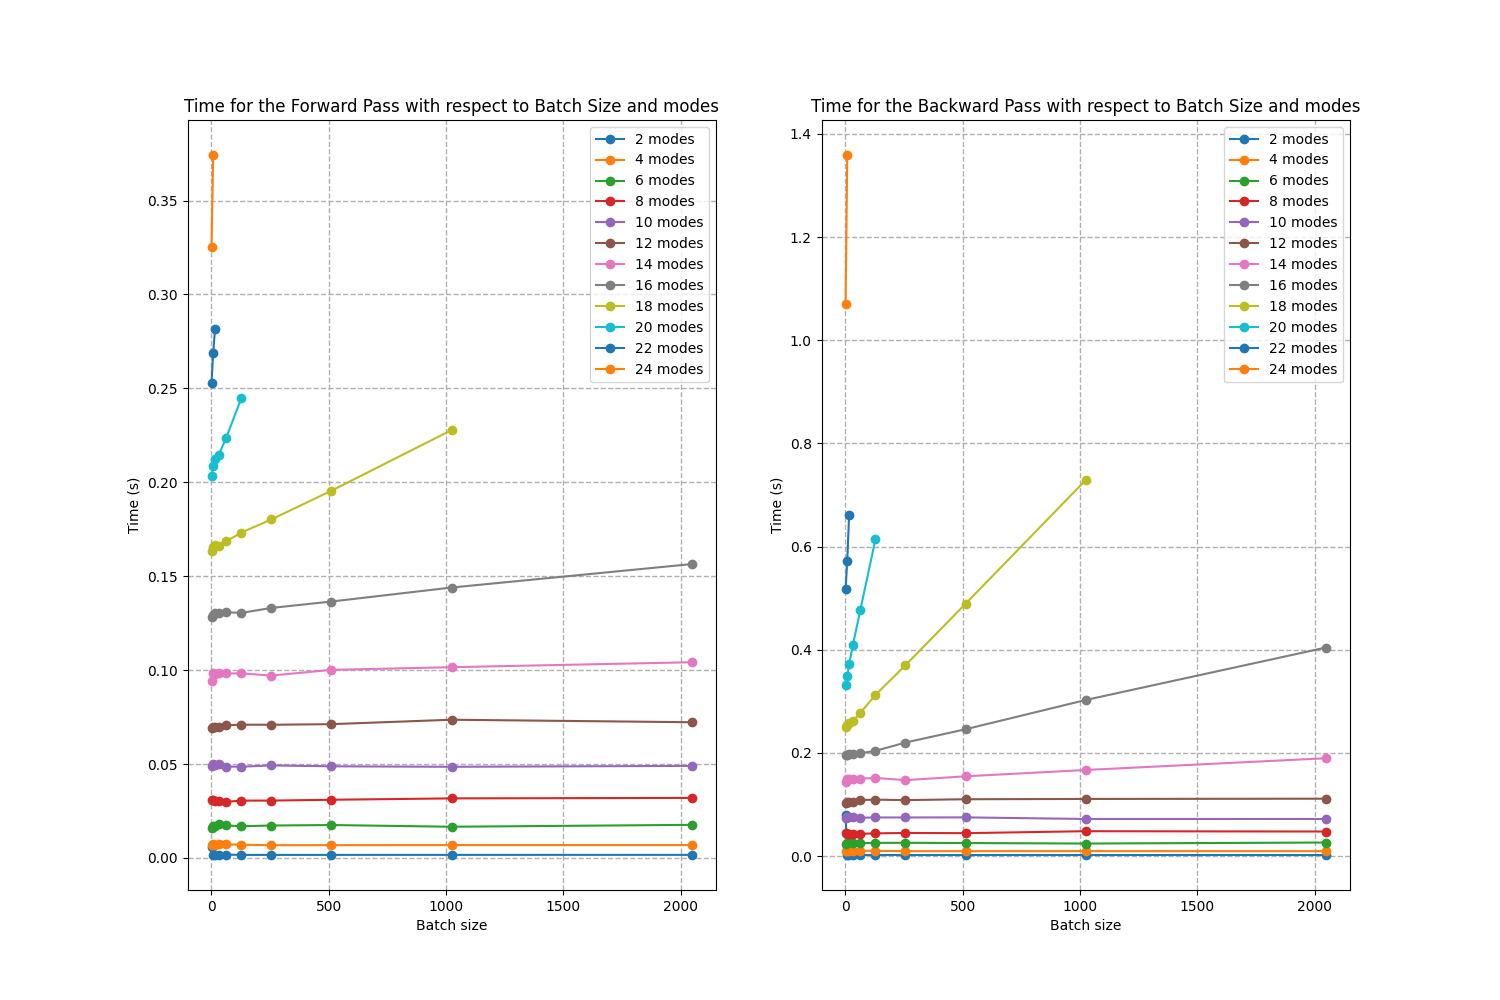 Time for the Forward Pass with respect to Batch Size and modes
0.35
0.30
0.25
0.20
0.15
0.10
0.05
0.00
Time (s)
0
500
1000
1500
2000
Batch size
2 modes
4 modes
6 modes
8 modes
10 modes
12 modes
14 modes
16 modes
18 modes
20 modes
22 modes
24 modes
Time for the Backward Pass with respect to Batch Size and modes
1.4
1.2
1.0
0.8
0.6
0.4
0.2
0.0
Time (s)
0
500
1000
1500
2000
Batch size
2 modes
4 modes
6 modes
8 modes
10 modes
12 modes
14 modes
16 modes
18 modes
20 modes
22 modes
24 modes